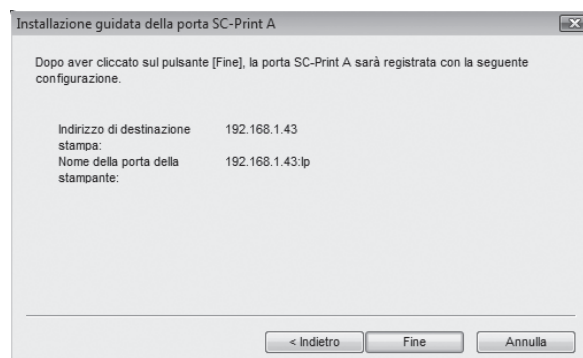 Installazione guidata della porta SC-Print A
Dopo aver cliccato sul pulsante [Fine], la porta SC-Print A sarà registrata con la seguente
configurazione.
Indirizzo di destinazione
stampa:
192.168.1.43
Nome della porta della
stampante:
192.168.1.43:lp
< Indietro
Fine
Annulla